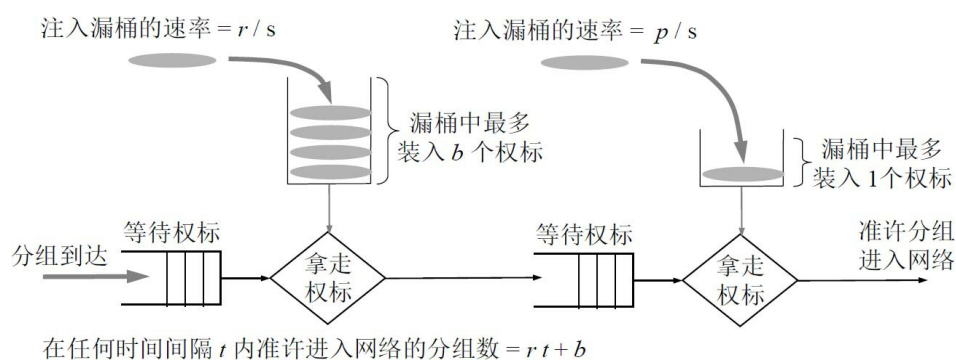 注入漏桶的速率 = r / s
注入漏桶的速率 = p / s
漏桶中最多
装入 b 个权标
漏桶中最多
装入 1个权标
分组到达
等待权标
拿走
权标
等待权标
拿走
权标
准许分组
进入网络
在任何时间间隔 t 内准许进入网络的分组数 = r t + b